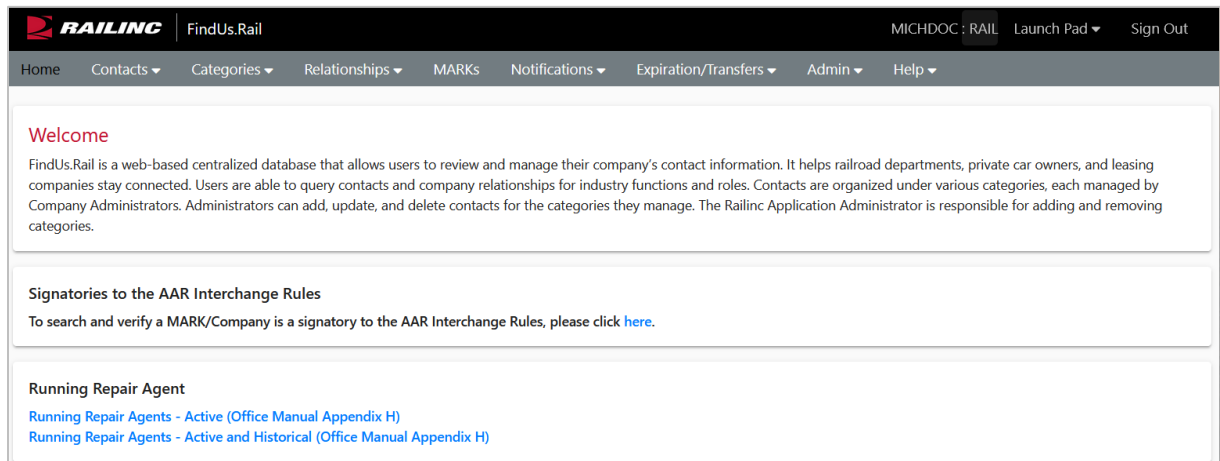 RAILINC FindUs.Rail MICHDOC : RAIL Launch Pad Sign Out
Home Contacts Categories Relationships MARKs Notifications Expiration/Transfers Admin Help
Welcome
FindUs.Rail is a web-based centralized database that allows users to review and manage their company's contact information. It helps railroad departments, private car owners, and leasing
companies stay connected. Users are able to query contacts and company relationships for industry functions and roles. Contacts are organized under various categories, each managed by
Company Administrators. Administrators can add, update, and delete contacts for the categories they manage. The Railinc Application Administrator is responsible for adding and removing
categories.
Signatories to the AAR Interchange Rules
To search and verify a MARK/Company is a signatory to the AAR Interchange Rules, please click here.
Running Repair Agent
Running Repair Agents - Active (Office Manual Appendix H)
Running Repair Agents - Active and Historical (Office Manual Appendix H)